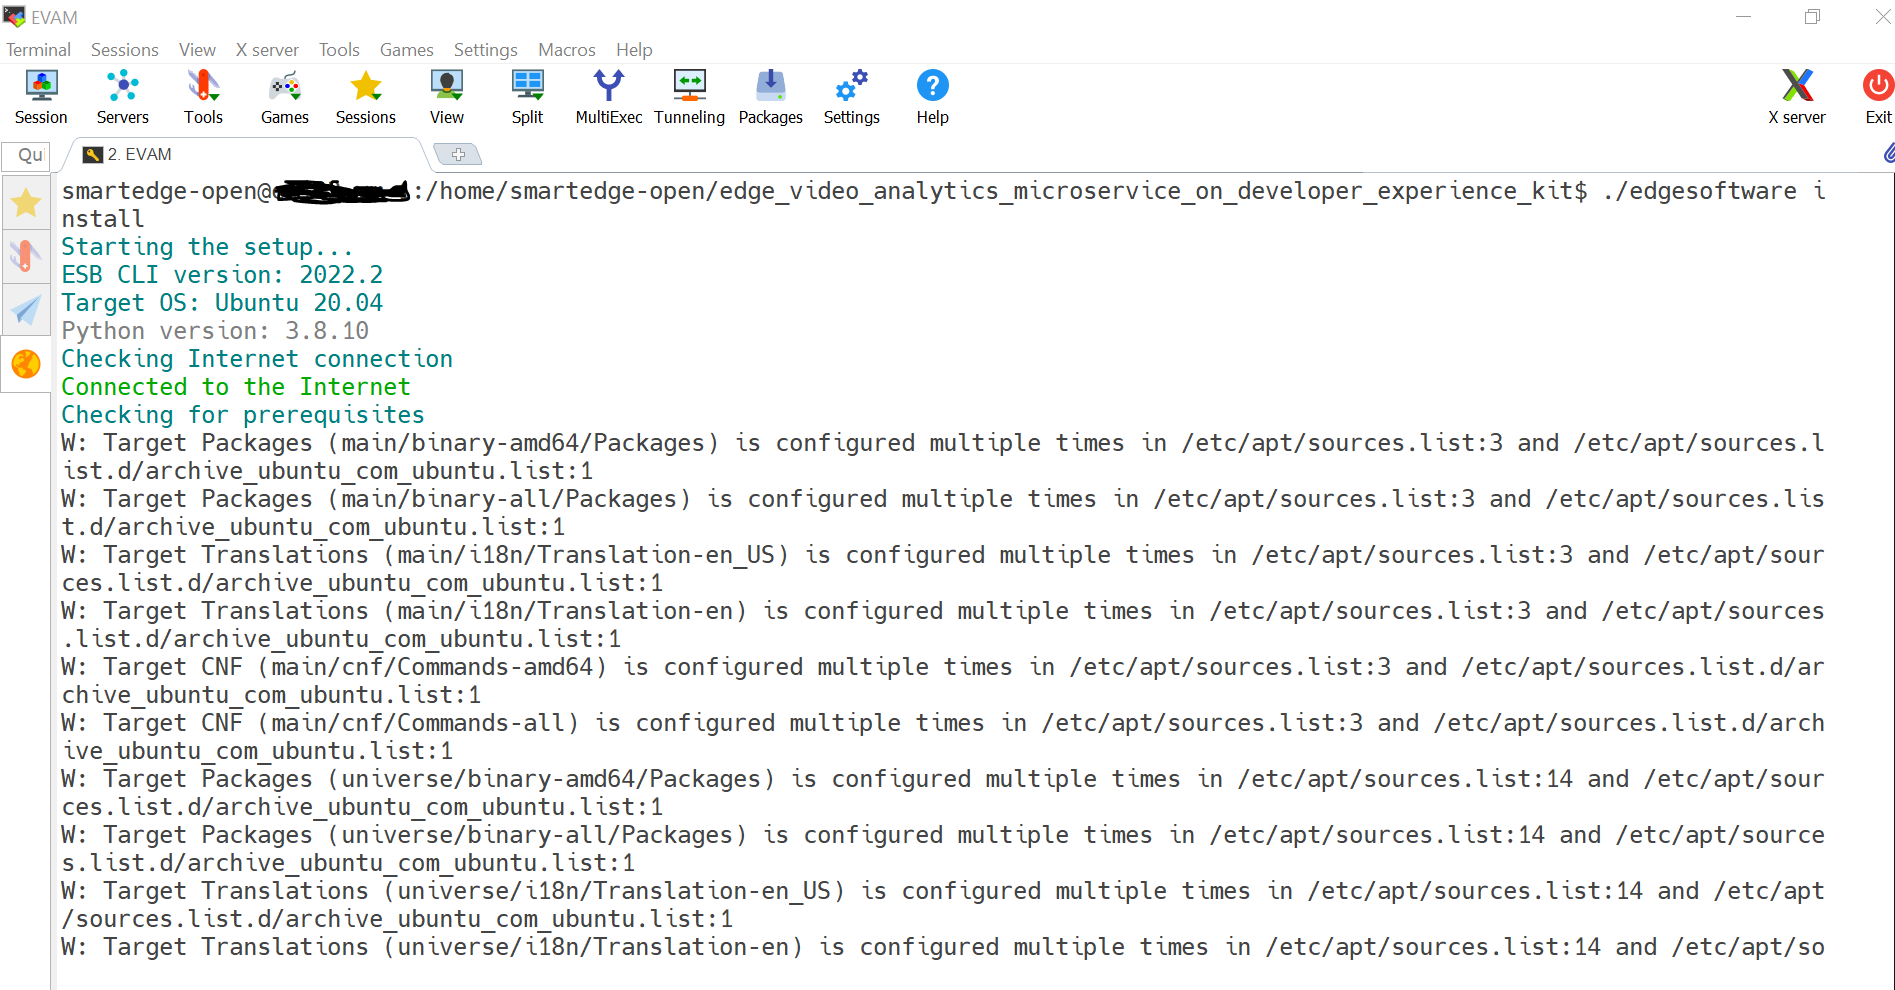 EVAM
Terminal Sessions View X server Tools Games Settings Macros Help
Session Servers Tools Games Sessions View Split MultiExec Tunneling Packages Settings Help X server Exit
Qui 2. EVAM
smartedge-open@ :/home/smartedge-open/edge_video_analytics_microservice_on_developer_experience_kit$ ./edgesoftware i
nstall
Starting the setup...
ESB CLI version: 2022.2
Target OS: Ubuntu 20.04
Python version: 3.8.10
Checking Internet connection
Connected to the Internet
Checking for prerequisites
W: Target Packages (main/binary-amd64/Packages) is configured multiple times in /etc/apt/sources.list:3 and /etc/apt/sources.l
ist.d/archive_ubuntu_com_ubuntu.list:1
W: Target Packages (main/binary-all/Packages) is configured multiple times in /etc/apt/sources.list:3 and /etc/apt/sources.lis
t.d/archive_ubuntu_com_ubuntu.list:1
W: Target Translations (main/i18n/Translation-en_US) is configured multiple times in /etc/apt/sources.list:3 and /etc/apt/sour
ces.list.d/archive_ubuntu_com_ubuntu.list:1
W: Target Translations (main/i18n/Translation-en) is configured multiple times in /etc/apt/sources.list:3 and /etc/apt/sources
.list.d/archive_ubuntu_com_ubuntu.list:1
W: Target CNF (main/cnf/Commands-amd64) is configured multiple times in /etc/apt/sources.list:3 and /etc/apt/sources.list.d/ar
chive_ubuntu_com_ubuntu.list:1
W: Target CNF (main/cnf/Commands-all) is configured multiple times in /etc/apt/sources.list:3 and /etc/apt/sources.list.d/arch
ive_ubuntu_com_ubuntu.list:1
W: Target Packages (universe/binary-amd64/Packages) is configured multiple times in /etc/apt/sources.list:14 and /etc/apt/sour
ces.list.d/archive_ubuntu_com_ubuntu.list:1
W: Target Packages (universe/binary-all/Packages) is configured multiple times in /etc/apt/sources.list:14 and /etc/apt/source
s.list.d/archive_ubuntu_com_ubuntu.list:1
W: Target Translations (universe/i18n/Translation-en_US) is configured multiple times in /etc/apt/sources.list:14 and /etc/apt
/sources.list.d/archive_ubuntu_com_ubuntu.list:1
W: Target Translations (universe/i18n/Translation-en) is configured multiple times in /etc/apt/sources.list:14 and /etc/apt/so